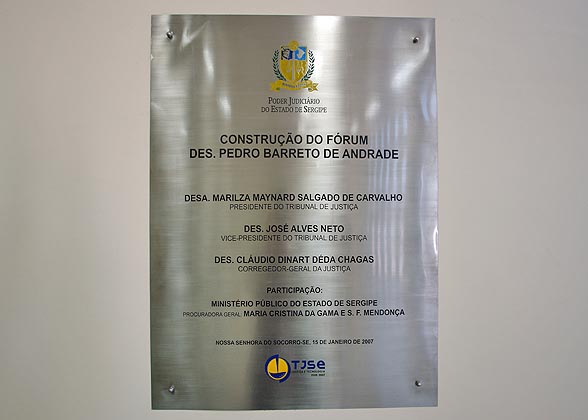 PODER JUDICIÁRIO
DO ESTADO DE SERGIPE
CONSTRUÇÃO DO FÓRUM
DES. PEDRO BARRETO DE ANDRADE
DESA. MARILZA MAYNARD SALGADO DE CARVALHO
PRESIDENTE DO TRIBUNAL DE JUSTIÇA
DES. JOSÉ ALVES NETO
VICE-PRESIDENTE DO TRIBUNAL DE JUSTIÇA
DES. CLÁUDIO DINART DÉDA CHAGAS
CORREGEDOR-GERAL DA JUSTIÇA
PARTICIPAÇÃO:
MINISTÉRIO PÚBLICO DO ESTADO DE SERGIPE
PROCURADORA GERAL: MARIA CRISTINA DA GAMA E S. F. MENDONÇA
NOSSA SENHORA DO SOCORRO-SE, 15 DE JANEIRO DE 2007
TJSE